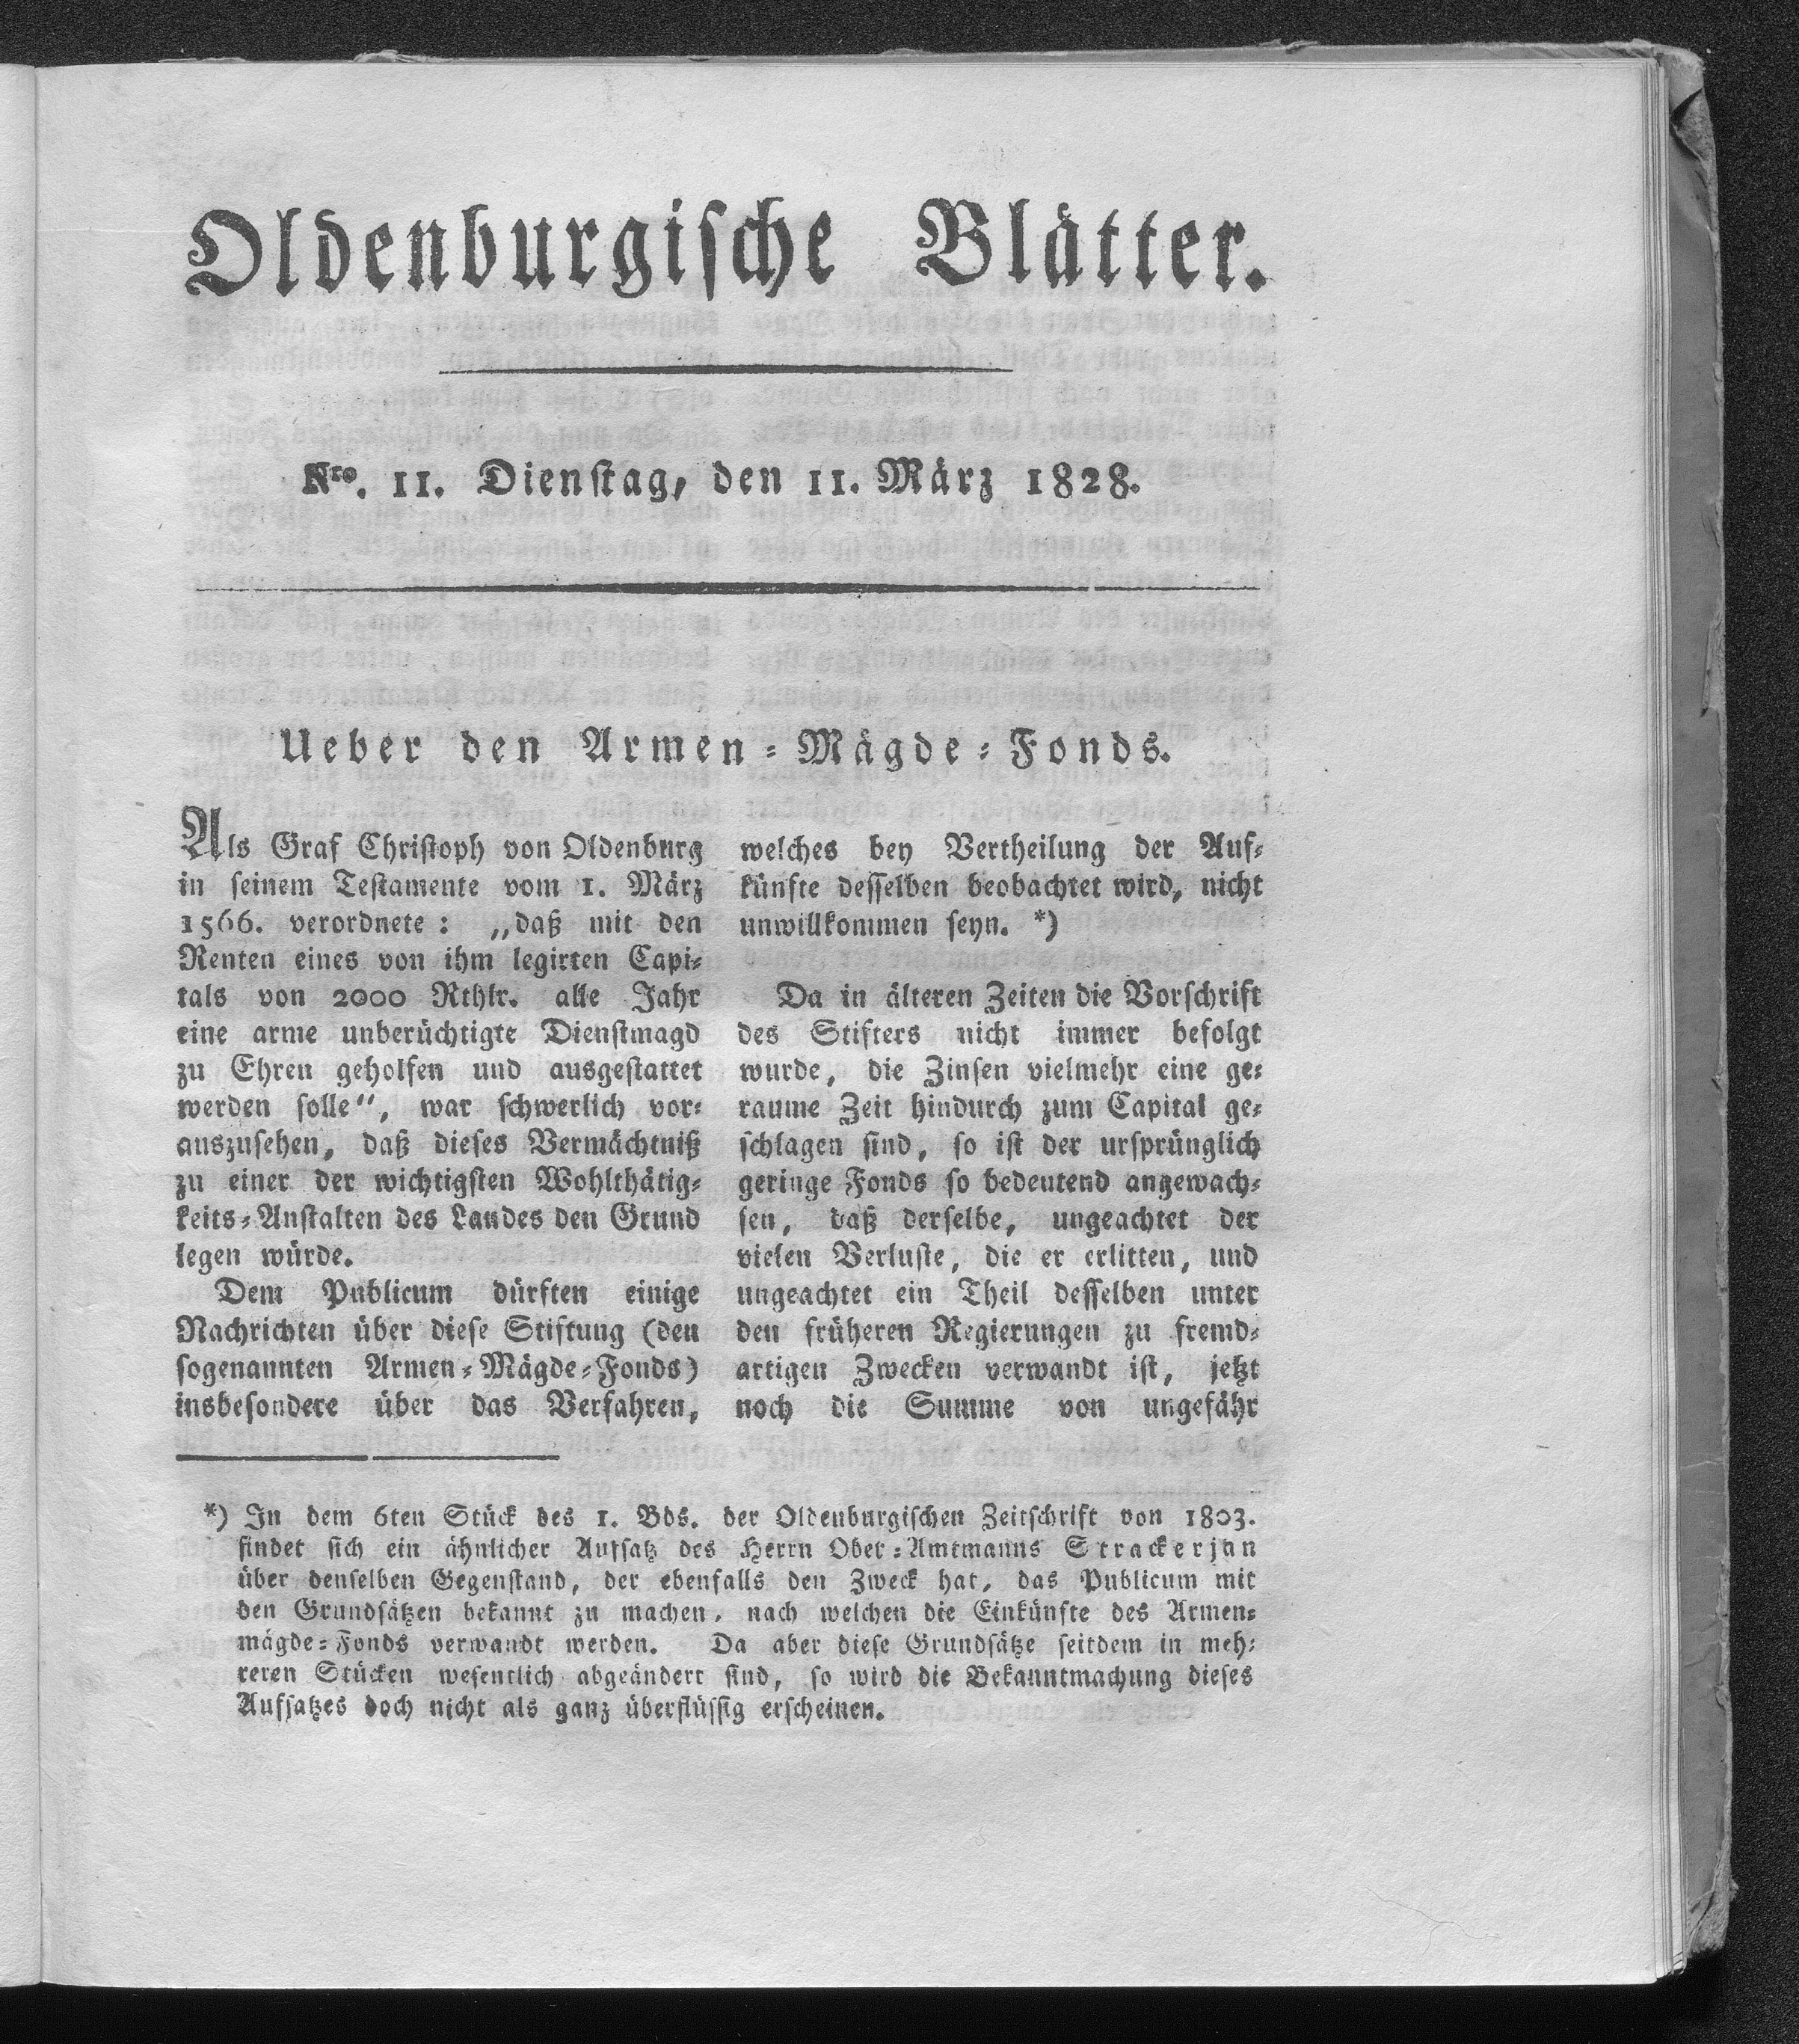 Oldenburgische Blätter.
Nro. 11. Dienstag, den 11. März 1828.
Ueber den Armen-Mägde-Fonds.
Als Graf Christoph von Oldenburg
in seinem Testamente vom 1. März
1566. verordnete: „daß mit den
Renten eines von ihm legirten Capi-
tals von 2000 Rthlr. alle Jahr
eine arme unberüchtigte Dienstmagd
zu Ehren geholfen und ausgestattet
werden solle“, war schwerlich vor-
auszusehen, daß dieses Vermächtniß
zu einer der wichtigsten Wohlthätig-
keits-Anstalten des Landes den Grund
legen würde.
Dem Publicum dürften einige
Nachrichten über diese Stiftung (den
sogenannten Armen-Mägde-Fonds)
insbesondere über das Verfahren,
welches bey Vertheilung der Auf-
künfte desselben beobachtet wird, nicht
unwillkommen seyn. *)
Da in älteren Zeiten die Vorschrift
des Stifters nicht immer befolgt
wurde, die Zinsen vielmehr eine ge-
raume Zeit hindurch zum Capital ge-
schlagen sind, so ist der ursprünglich
geringe Fonds so bedeutend angewach-
sen, daß derselbe, ungeachtet der
vielen Verluste, die er erlitten, und
ungeachtet ein Theil desselben unter
den früheren Regierungen zu fremd-
artigen Zwecken verwandt ist, jetzt
noch die Summe von ungefähr
*) In dem 6ten Stück des 1. Bds. der Oldenburgischen Zeitschrift von 1803.
findet sich ein ähnlicher Aufsatz des Herrn Ober-Amtmanns Strackerjan
über denselben Gegenstand, der ebenfalls den Zweck hat, das Publicum mit
den Grundsätzen bekannt zu machen, nach welchen die Einkünfte des Armen-
mägde-Fonds verwandt werden. Da aber diese Grundsätze seitdem in meh-
reren Stücken wesentlich abgeändert sind, so wird die Bekanntmachung dieses
Aufsatzes doch nicht als ganz überflüssig erscheinen.